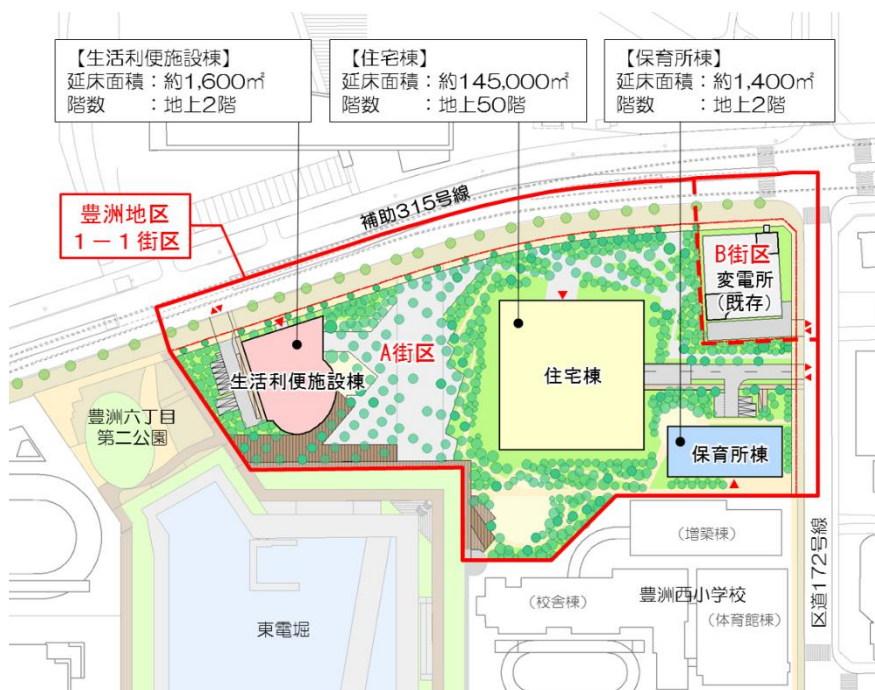 【生活利便施設棟】
延床面積：約1,600㎡
階数　　：地上2階
【住宅棟】
延床面積：約145,000㎡
階数　　：地上50階
【保育所棟】
延床面積：約1,400㎡
階数　　：地上2階
豊洲地区
1－1街区
補助315号線
B街区
変電所
（既存）
A街区
生活利便施設棟
住宅棟
保育所棟
豊洲六丁目
第二公園
東電堀
（増築棟）
（校舎棟）
豊洲西小学校
（体育館棟）
区道172号線